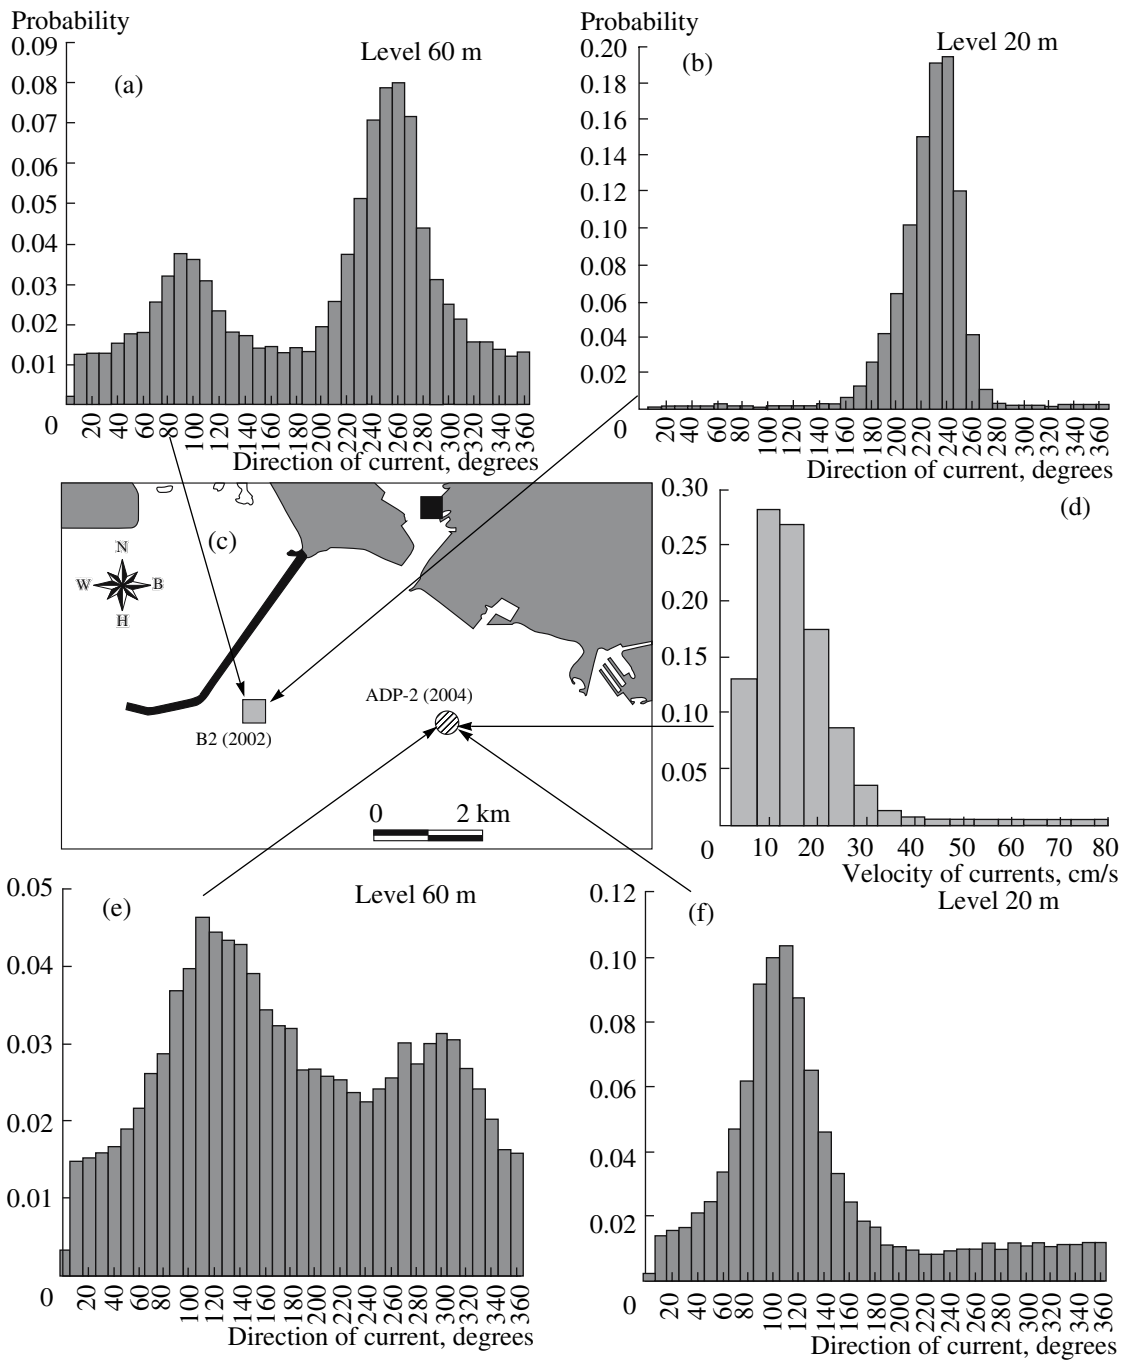 Probability
Level 60 m
(a)
0.09
0.08
0.07
0.06
0.05
0.04
0.03
0.02
0.01
0
20 40 60 80 100 120 140 160 180 200 220 240 260 280 300 320 340 360
Direction of current, degrees
Probability
Level 20 m
(b)
0.20
0.18
0.16
0.14
0.12
0.10
0.08
0.06
0.04
0.02
0
20 40 60 80 100 120 140 160 180 200 220 240 260 280 300 320 340 360
Direction of current, degrees
(c)
N
W B
H
ADP-2 (2004)
B2 (2002)
0 2 km
(d)
0.30
0.25
0.20
0.15
0.10
0.05
0
10 20 30 40 50 60 70 80
Velocity of currents, cm/s
Level 60 m
(e)
0.05
0.04
0.03
0.02
0.01
0
20 40 60 80 100 120 140 160 180 200 220 240 260 280 300 320 340 360
Direction of current, degrees
Level 20 m
(f)
0.12
0.10
0.08
0.06
0.04
0.02
0
20 40 60 80 100 120 140 160 180 200 220 240 260 280 300 320 340 360
Direction of current, degrees